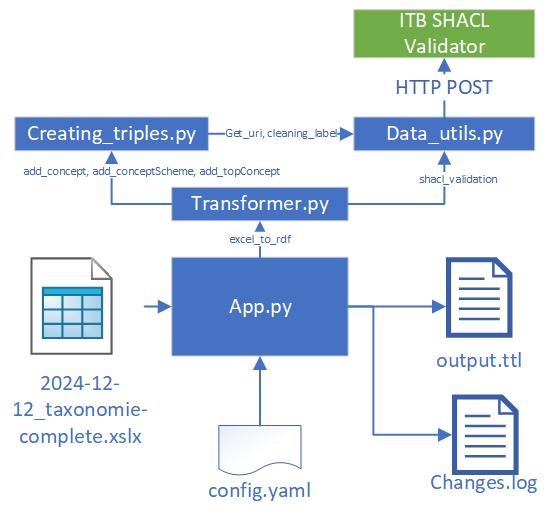 ITB SHACL
Validator
HTTP POST
Creating_triples.py
Get_uri, cleaning_label
Data_utils.py
add_concept, add_conceptScheme, add_topConcept
shacl_validation
Transformer.py
excel_to_rdf
App.py
output.ttl
2024-12-
12_taxonomie-
complete.xslx
config.yaml
Changes.log